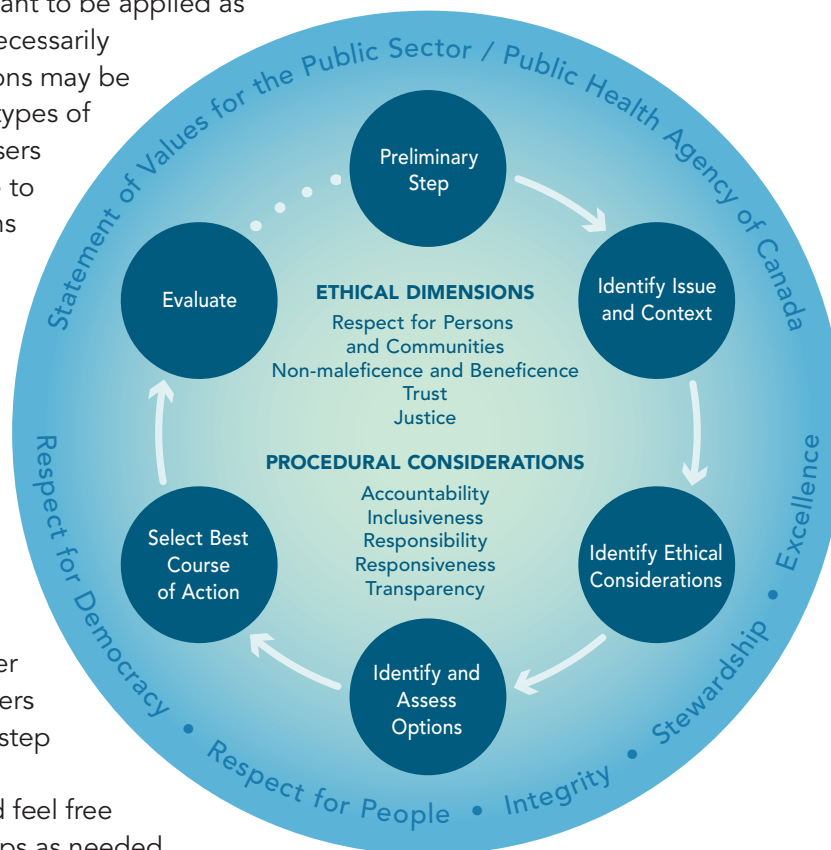 ant to be applied as
ecessarily
ons may be
types of
sers
to
ns
er
ers
step
d feel free
ps as needed
Statement of Values for the Public Sector / Public Health Agency of Canada
Preliminary
Step
Identify Issue
and Context
Identify Ethical
Considerations
Identify and
Assess
Options
Select Best
Course
of Action
Evaluate
ETHICAL DIMENSIONS
Respect for Persons
and Communities
Non-maleficence and Beneficence
Trust
Justice
PROCEDURAL CONSIDERATIONS
Accountability
Inclusiveness
Responsibility
Responsiveness
Transparency
Respect for Democracy • Respect for People • Integrity • Stewardship • Excellence